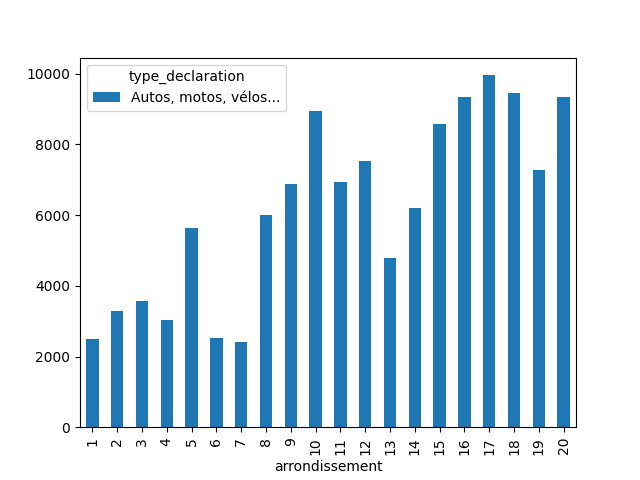 type_declaration
Autos, motos, vélos...
10000
8000
6000
4000
2000
0
1 2 3 4 5 6 7 8 9 10 11 12 13 14 15 16 17 18 19 20
arrondissement